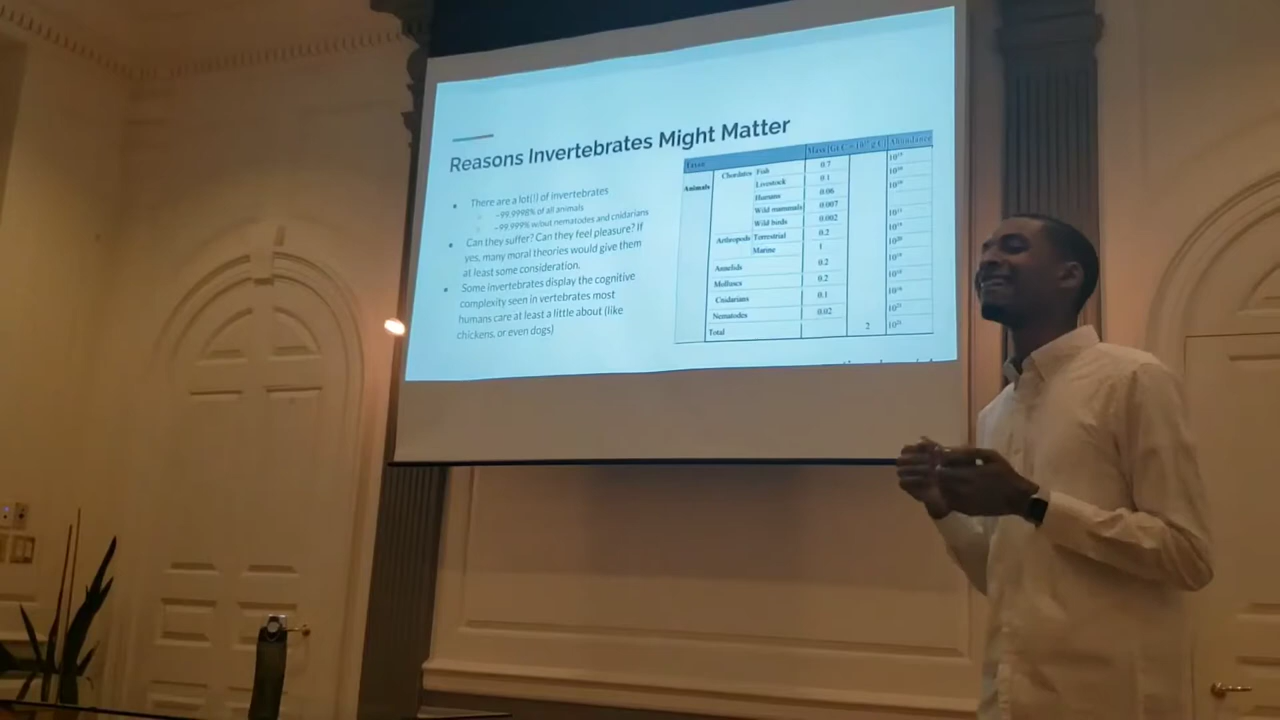 Reasons Invertebrates Might Matter
There are a lot(!) of invertebrates
~99.9998% of all animals
~99.999% w/out nematodes and cnidarians
Can they suffer? Can they feel pleasure? If
yes, many moral theories would give them
at least some consideration.
Some invertebrates display the cognitive
complexity seen in vertebrates most
humans care at least a little about (like
chickens, or even dogs)
Taxon Mass Abundance
Animals Chordates Fish 0.7
Livestock 0.1
Humans 0.06
Wild mammals 0.007
Wild birds 0.002
Arthropods Terrestrial 0.2
Marine 1
Annelids 0.2
Molluscs 0.2
Cnidarians 0.1
Nematodes 0.02
Total 2